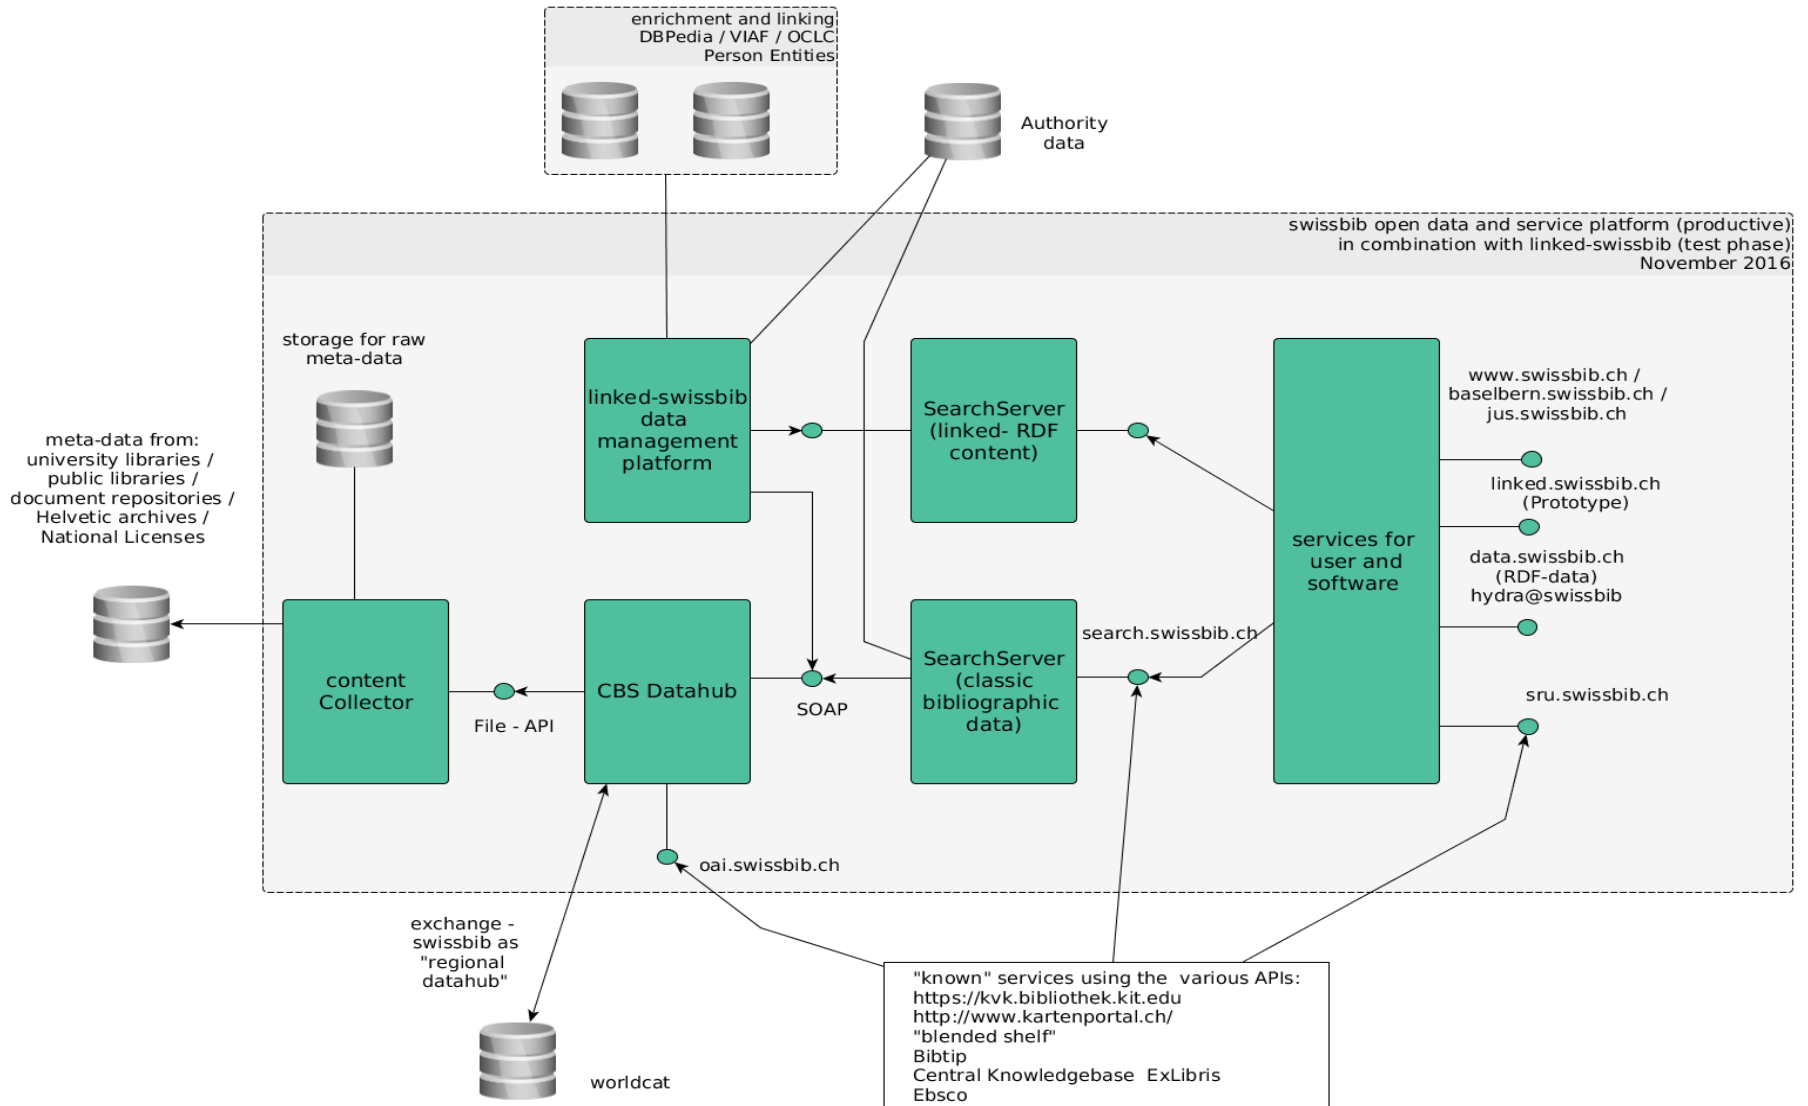 enrichment and linking
DBPedia / VIAF / OCLC
Person Entities
Authority
data
swissbib open data and service platform (productive)
in combination with linked-swissbib (test phase)
November 2016
storage for raw
meta-data
meta-data from:
university libraries /
public libraries /
document repositories /
Helvetic archives /
National Licenses
linked-swissbib
data
management
platform
SearchServer
(linked- RDF
content)
services for
user and
software
www.swissbib.ch /
baselbern.swissbib.ch /
jus.swissbib.ch
linked.swissbib.ch
(Prototype)
data.swissbib.ch
(RDF-data)
hydra@swissbib
sru.swissbib.ch
content
Collector
File - API
CBS Datahub
SOAP
SearchServer
(classic
bibliographic
data)
search.swissbib.ch
oai.swissbib.ch
exchange -
swissbib as
"regional
datahub"
worldcat
"known" services using the  various APIs:
https://kvk.bibliothek.kit.edu
http://www.kartenportal.ch/
"blended shelf"
Bibtip
Central Knowledgebase  ExLibris
Ebsco